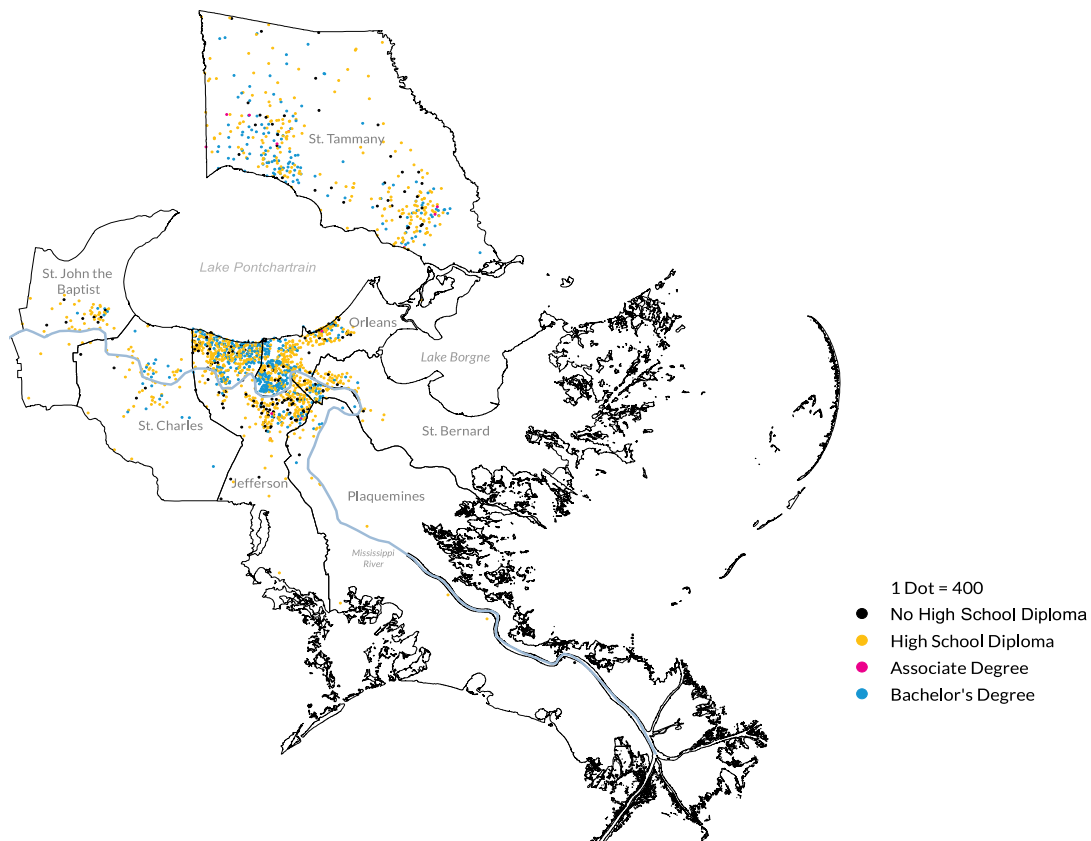 St. Tammany
Lake Pontchartrain
St. John the
Baptist
Orleans
Lake Borgne
St. Charles
St. Bernard
Jefferson
Plaquemines
Mississippi
River
1 Dot = 400
No High School Diploma
High School Diploma
Associate Degree
Bachelor's Degree